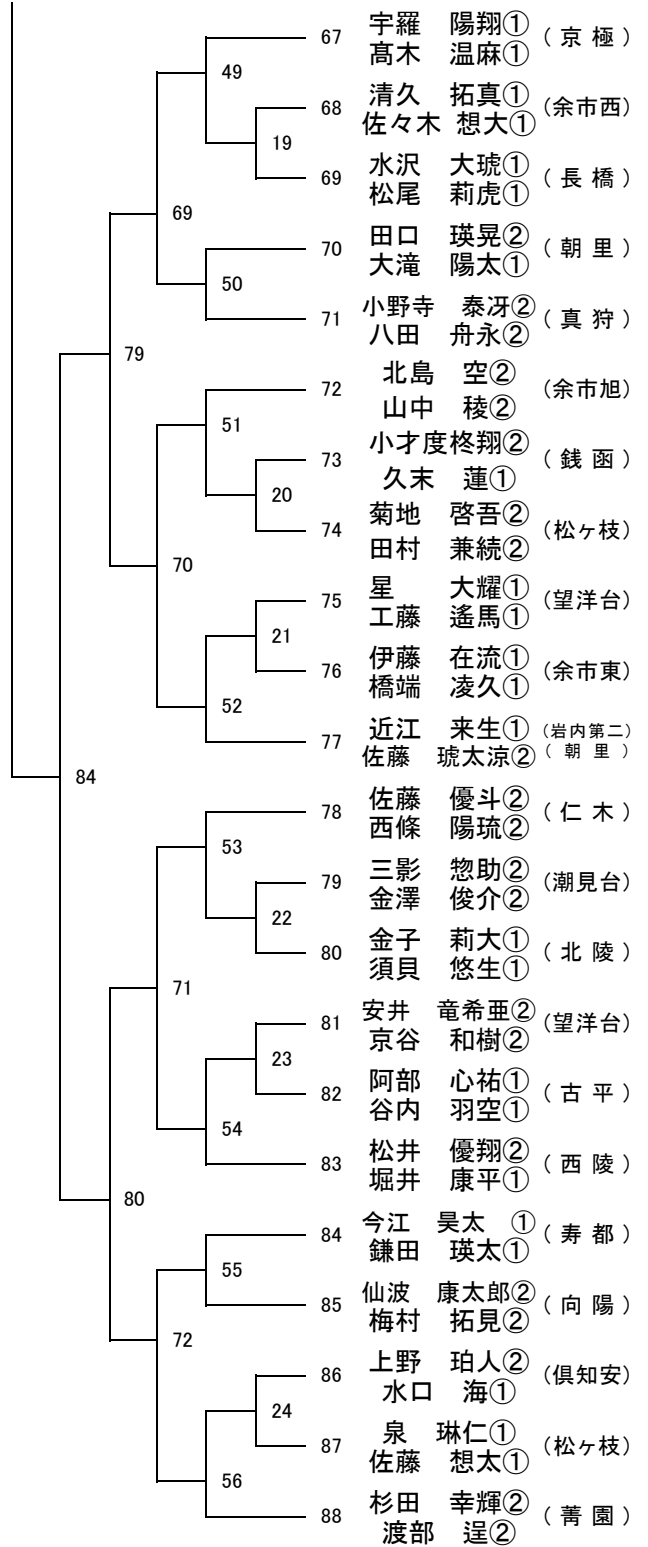 67 宇羅 陽翔① (京極)
髙木 温麻①
49
68 清久 拓真① (余市西)
佐々木 想大①
19
69 水沢 大琥① (長橋)
松尾 莉虎①
69
70 田口 瑛晃② (朝里)
大滝 陽太①
50
71 小野寺 泰冴② (真狩)
八田 舟永②
79
72 北島 空② (余市旭)
山中 稜②
51
73 小才度柊翔② (銭函)
久末 蓮①
20
74 菊地 啓吾② (松ヶ枝)
田村 兼続②
70
75 星 大耀① (望洋台)
工藤 遙馬①
21
76 伊藤 在流① (余市東)
橋端 凌久①
52
77 近江 来生① (岩内第二)
佐藤 琥太涼② (朝里)
84
78 佐藤 優斗② (仁木)
西條 陽琉②
53
79 三影 惣助② (潮見台)
金澤 俊介②
22
80 金子 莉大① (北陵)
須貝 悠生①
71
81 安井 竜希亜② (望洋台)
京谷 和樹②
23
82 阿部 心祐① (古平)
谷内 羽空①
54
83 松井 優翔② (西陵)
堀井 康平①
80
84 今江 昊太 ① (寿都)
鎌田 瑛太①
55
85 仙波 康太郎② (向陽)
梅村 拓見②
72
86 上野 珀人② (倶知安)
水口 海①
24
87 泉 琳仁① (松ヶ枝)
佐藤 想太①
56
88 杉田 幸輝② (菁園)
渡部 逞②